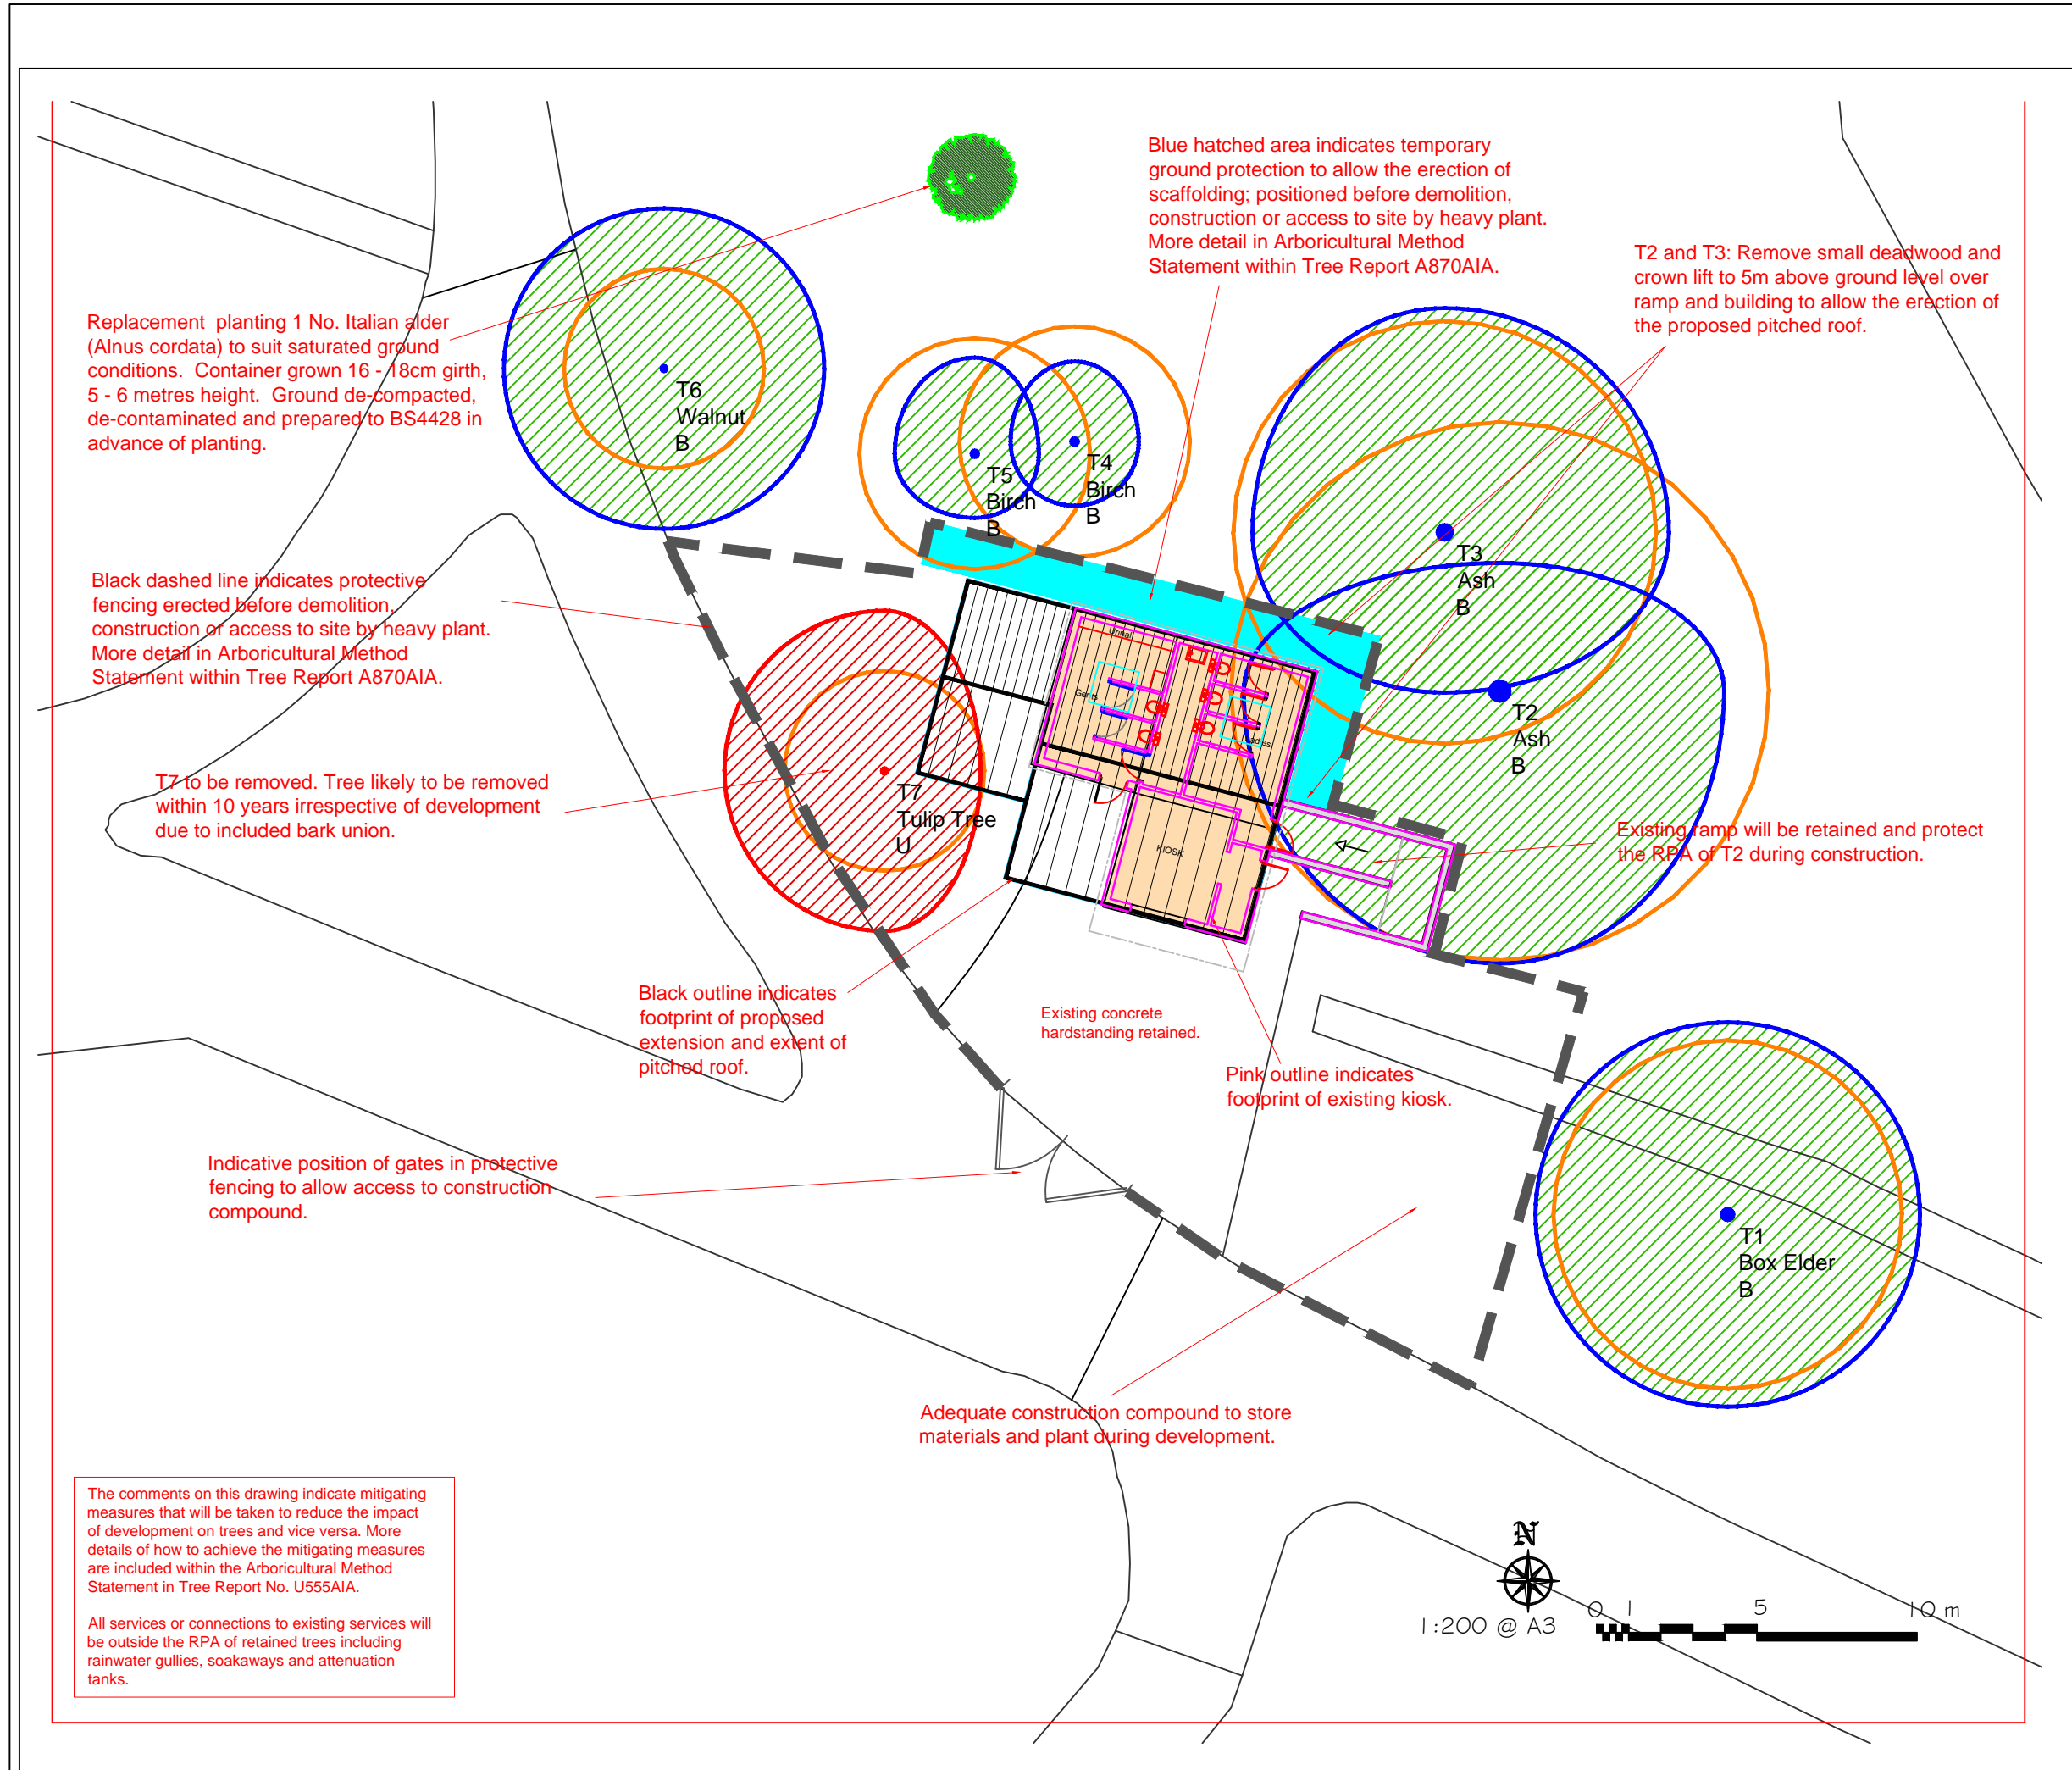 Blue hatched area indicates temporary
ground protection to allow the erection of
scaffolding; positioned before demolition,
construction or access to site by heavy plant.
More detail in Arboricultural Method
Statement within Tree Report A870AIA.
T2 and T3: Remove small deadwood and
crown lift to 5m above ground level over
ramp and building to allow the erection of
the proposed pitched roof.
Replacement planting 1 No. Italian alder
(Alnus cordata) to suit saturated ground
conditions. Container grown 16 - 18cm girth,
5 - 6 metres height. Ground de-compacted,
de-contaminated and prepared to BS4428 in
advance of planting.
T6
Walnut
B
T5
Birch
B
T4
Birch
B
T3
Ash
B
Black dashed line indicates protective
fencing erected before demolition,
construction or access to site by heavy plant.
More detail in Arboricultural Method
Statement within Tree Report A870AIA.
Urinal
Gents
Ladies
KIOSK
T2
Ash
B
T7 to be removed. Tree likely to be removed
within 10 years irrespective of development
due to included bark union.
T7
Tulip Tree
U
Existing ramp will be retained and protect
the RPA of T2 during construction.
Black outline indicates
footprint of proposed
extension and extent of
pitched roof.
Existing concrete
hardstanding retained.
Pink outline indicates
footprint of existing kiosk.
Indicative position of gates in protective
fencing to allow access to construction
compound.
T1
Box Elder
B
Adequate construction compound to store
materials and plant during development.
The comments on this drawing indicate mitigating
measures that will be taken to reduce the impact
of development on trees and vice versa. More
details of how to achieve the mitigating measures
are included within the Arboricultural Method
Statement in Tree Report No. U555AIA.
All services or connections to existing services will
be outside the RPA of retained trees including
rainwater gullies, soakaways and attenuation
tanks.
N
1:200 @ A3
0 1 5 10 m